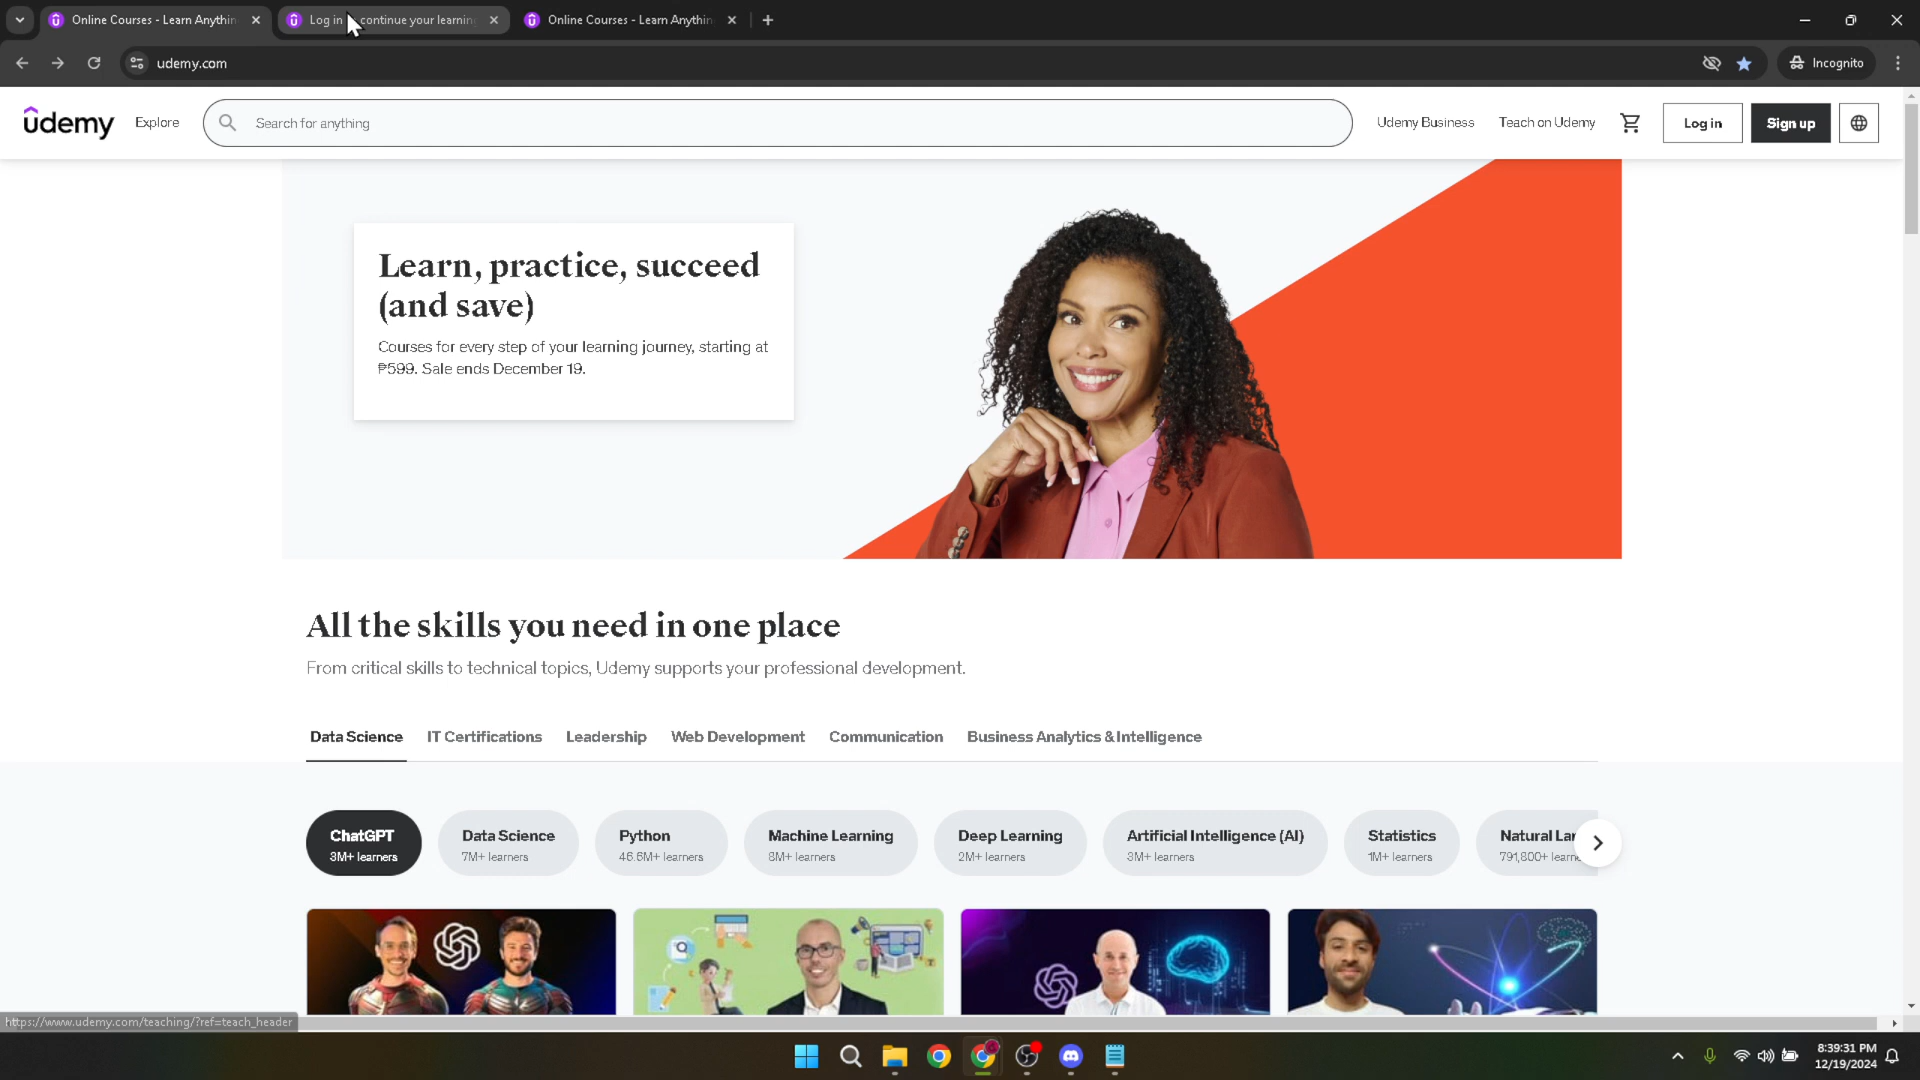 Online Courses - Learn Anythin
Log in continue your learnin
Online Courses - Learn Anythin
udemy.com
Incognito
udemy
Explore
Search for anything
Udemy Business
Teach on Udemy
Log in
Sign up
Learn, practice, succeed
(and save)
Courses for every step of your learning journey, starting at
₱599. Sale ends December 19.
All the skills you need in one place
From critical skills to technical topics, Udemy supports your professional development.
Data Science
IT Certifications
Leadership
Web Development
Communication
Business Analytics & Intelligence
ChatGPT
3M+ learners
Data Science
7M+ learners
Python
46.6M+ learners
Machine Learning
8M+ learners
Deep Learning
2M+ learners
Artificial Intelligence (AI)
3M+ learners
Statistics
1M+ learners
Natural Lan
791,800+ learn
https://www.udemy.com/teaching/?ref=teach_header
8:39:31 PM
12/19/2024